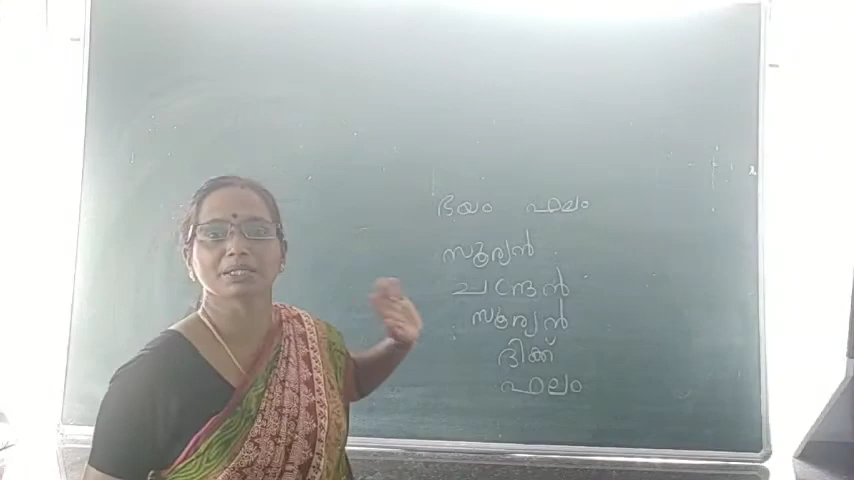 ഭയം ഫലം
സൂര്യൻ
ചന്ദ്രൻ
സൂര്യൻ
ദിക്ക്
ഫലം